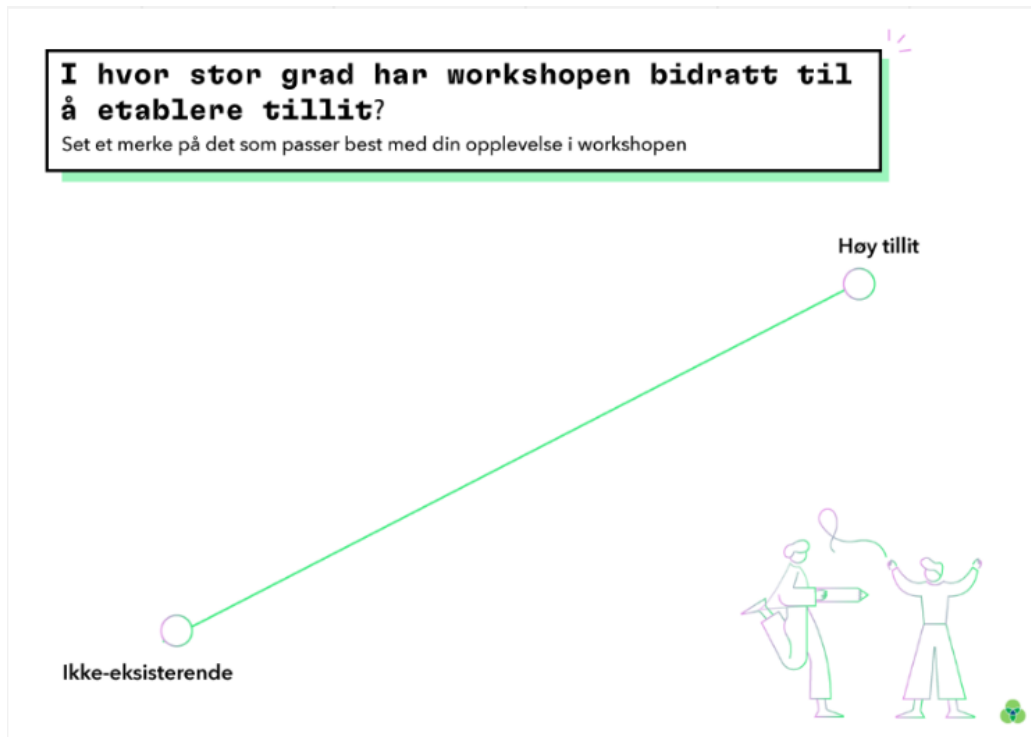 I hvor stor grad har workshopen bidratt til
å etablere tillit?
Set et merke på det som passer best med din opplevelse i workshopen
Høy tillit
Ikke-eksisterende